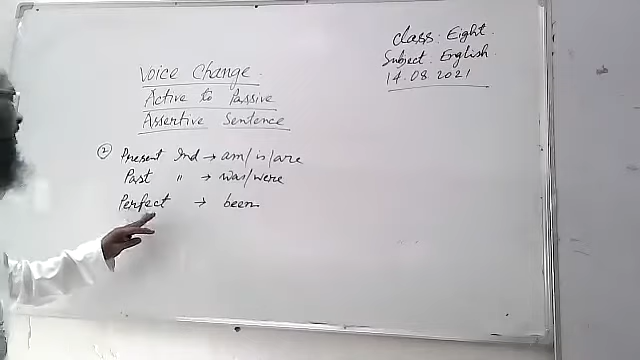 Class : Eight.
Subject : English.
14.08.2021
Voice Change.
Active to Passive
Assertive Sentence
② Present Ind → am/is/are
Past " → was/were
Perfect → been